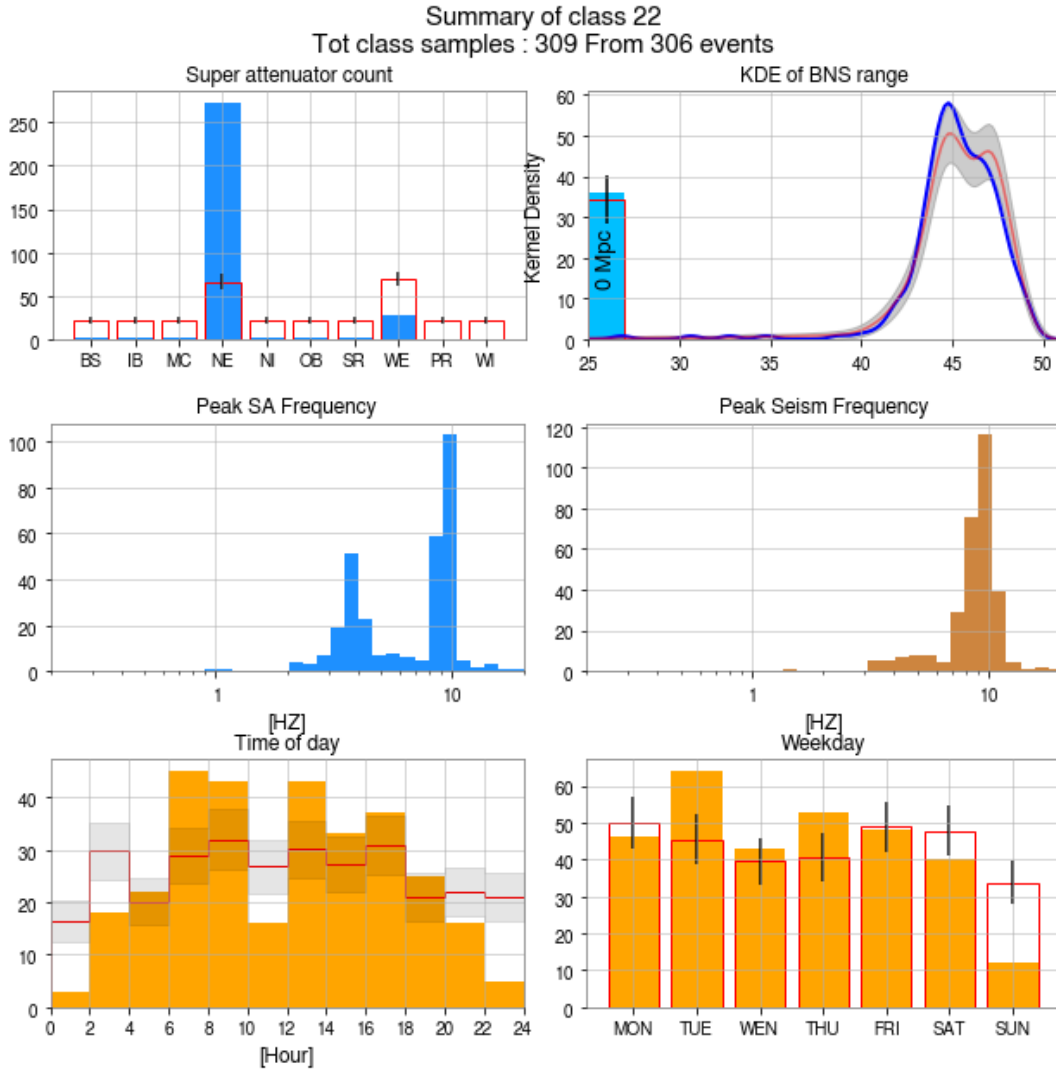 Summary of class 22
Tot class samples : 309 From 306 events
Super attenuator count
250
200
150
100
50
0
BS IB MC NE NI OB SR WE PR WI
KDE of BNS range
Kernel Density
60
50
40
30
20
10
0
0 Mpc
25 30 35 40 45 50
Peak SA Frequency
100
80
60
40
20
0
1 10
[HZ]
Peak Seism Frequency
120
100
80
60
40
20
0
1 10
[HZ]
Time of day
40
30
20
10
0
0 2 4 6 8 10 12 14 16 18 20 22 24
[Hour]
Weekday
60
50
40
30
20
10
0
MON TUE WEN THU FRI SAT SUN